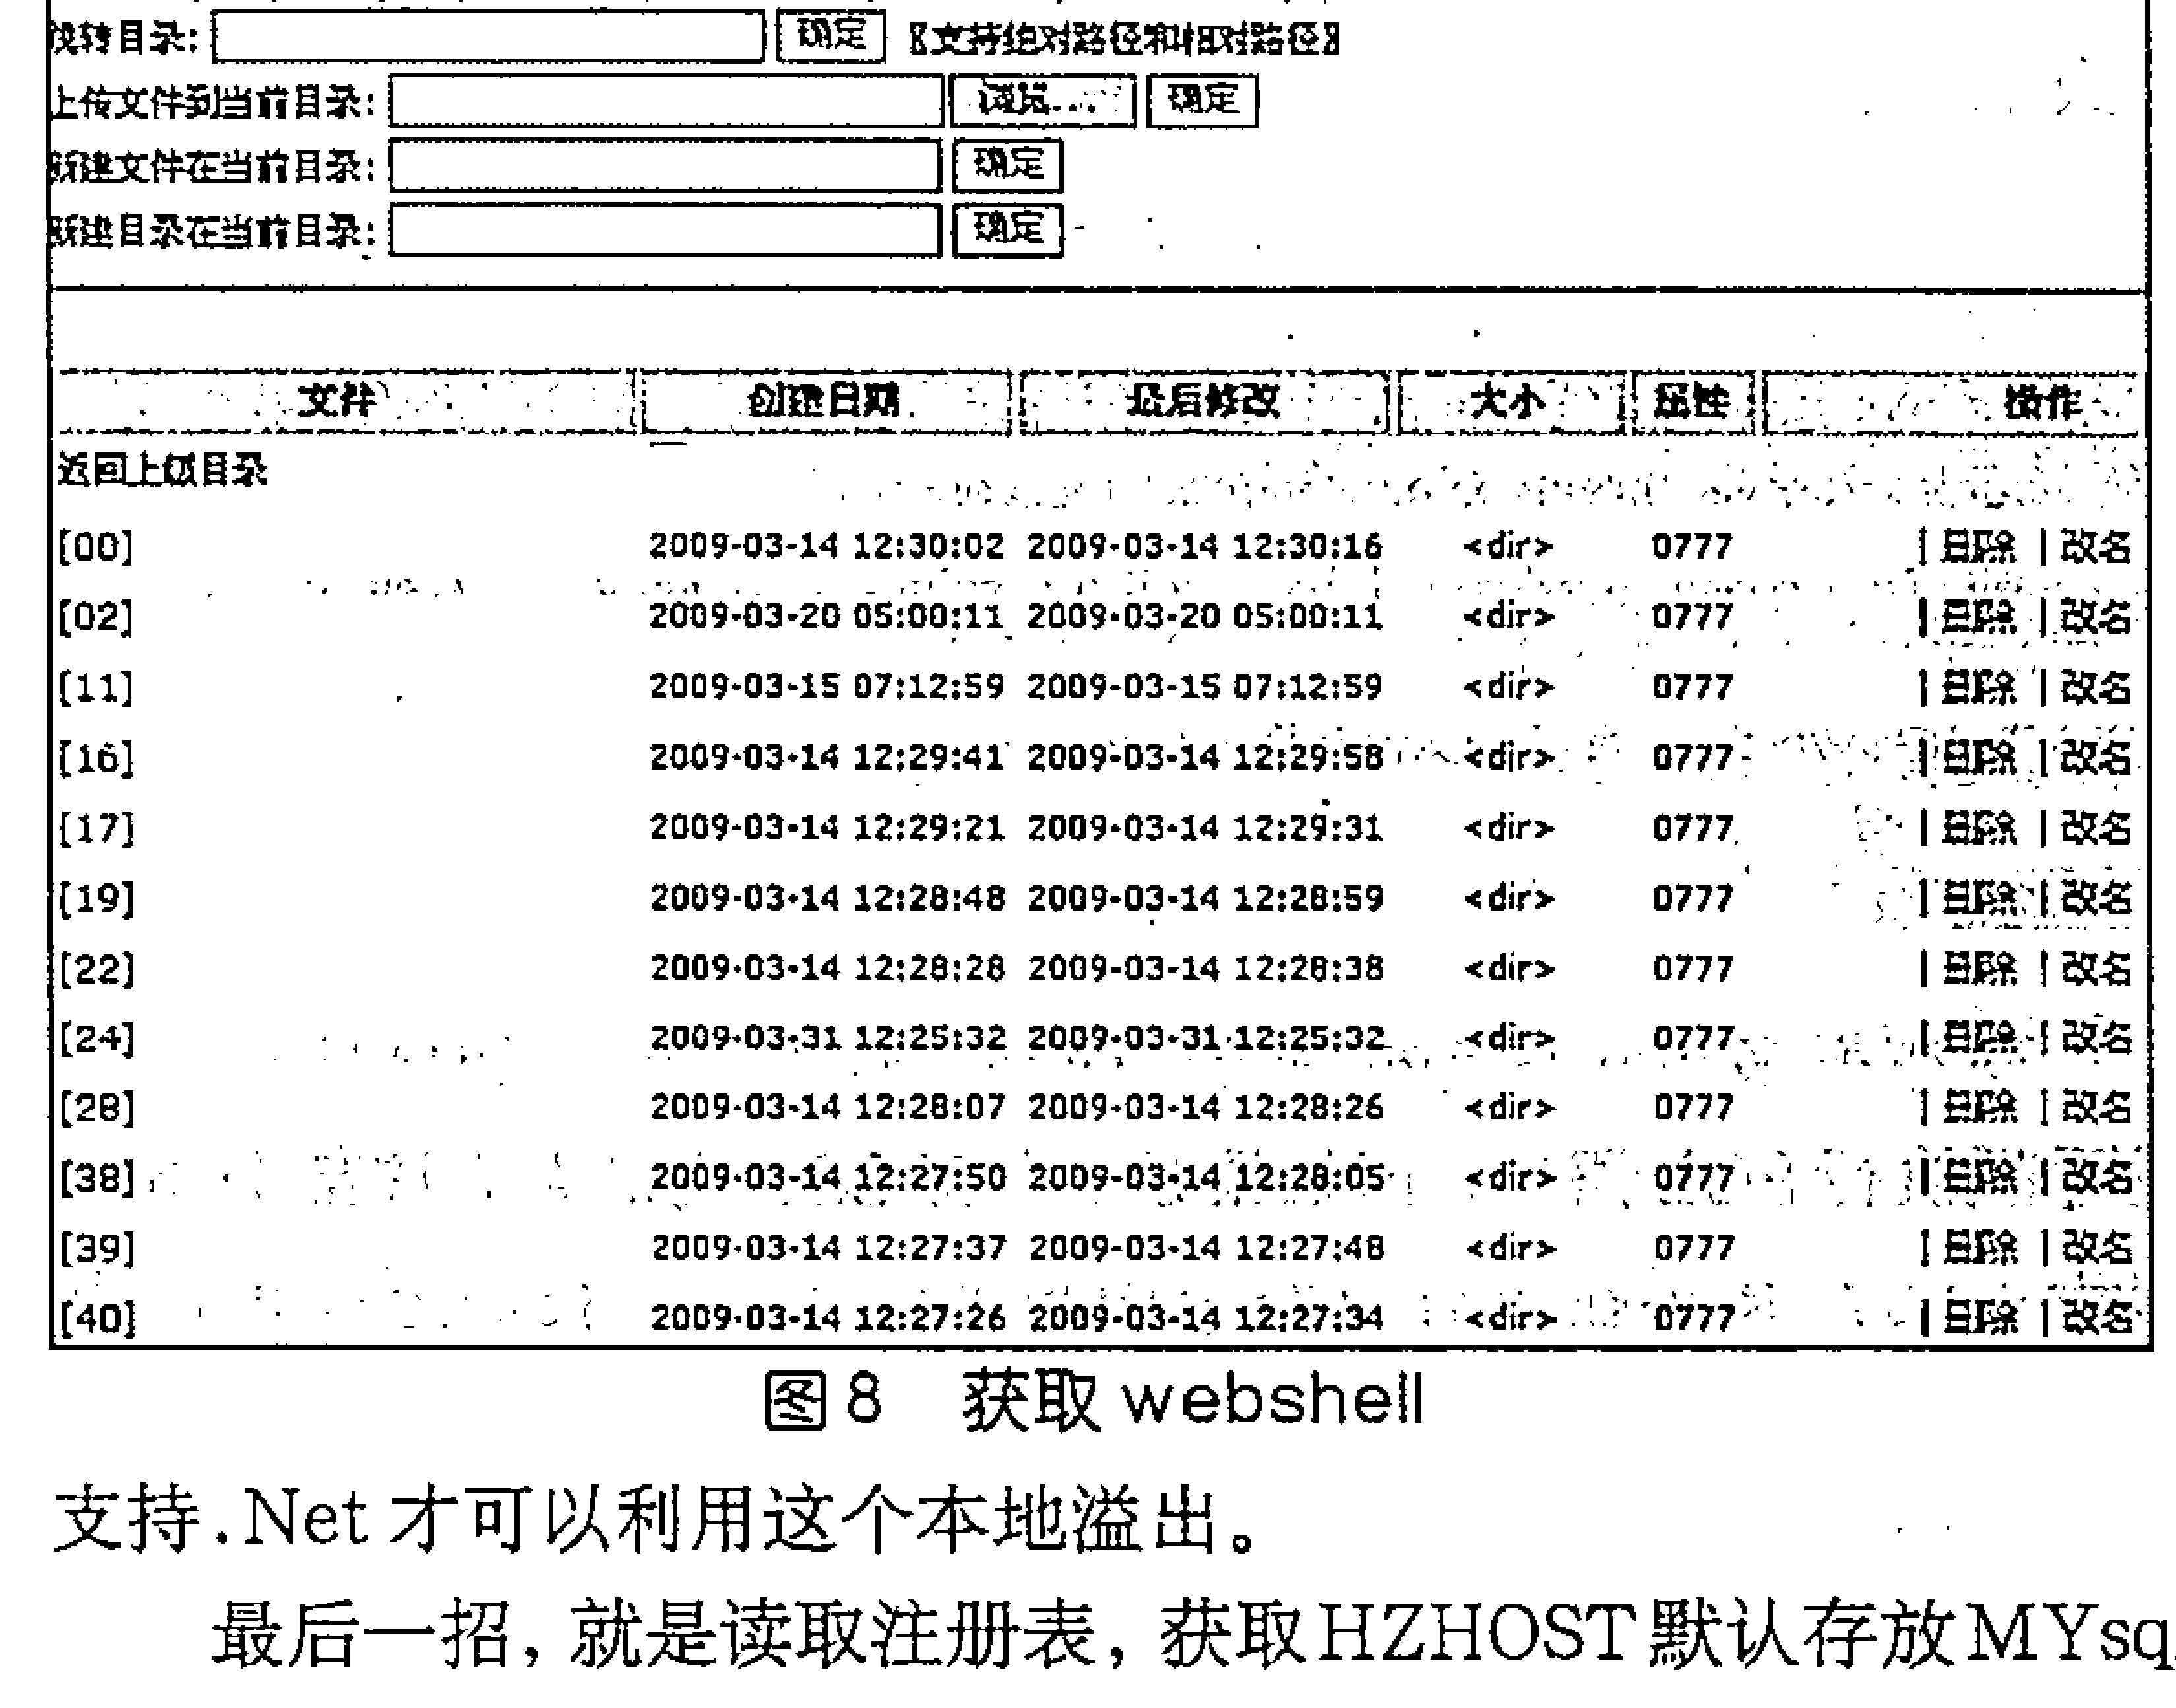 跳转目录: 确定 〖支持绝对路径和相对路径〗
上传文件到当前目录: 浏览... 确定
新建文件在当前目录: 确定
新建目录在当前目录: 确定
文件 创建日期 最后修改 大小 属性 操作
返回上级目录
[00] 2009-03-14 12:30:02 2009-03-14 12:30:16 <dir> 0777 | 删除 | 改名
[02] 2009-03-20 05:00:11 2009-03-20 05:00:11 <dir> 0777 | 删除 | 改名
[11] 2009-03-15 07:12:59 2009-03-15 07:12:59 <dir> 0777 | 删除 | 改名
[16] 2009-03-14 12:29:41 2009-03-14 12:29:58 <dir> 0777 | 删除 | 改名
[17] 2009-03-14 12:29:21 2009-03-14 12:29:31 <dir> 0777 | 删除 | 改名
[19] 2009-03-14 12:28:48 2009-03-14 12:28:59 <dir> 0777 | 删除 | 改名
[22] 2009-03-14 12:28:28 2009-03-14 12:28:38 <dir> 0777 | 删除 | 改名
[24] 2009-03-31 12:25:32 2009-03-31 12:25:32 <dir> 0777 | 删除 | 改名
[28] 2009-03-14 12:28:07 2009-03-14 12:28:26 <dir> 0777 | 删除 | 改名
[38] 2009-03-14 12:27:50 2009-03-14 12:28:05 <dir> 0777 | 删除 | 改名
[39] 2009-03-14 12:27:37 2009-03-14 12:27:48 <dir> 0777 | 删除 | 改名
[40] 2009-03-14 12:27:26 2009-03-14 12:27:34 <dir> 0777 | 删除 | 改名
图 8 获取 webshell
支持.Net 才可以利用这个本地溢出。
最后一招，就是读取注册表，获取HZHOST默认存放MYsq